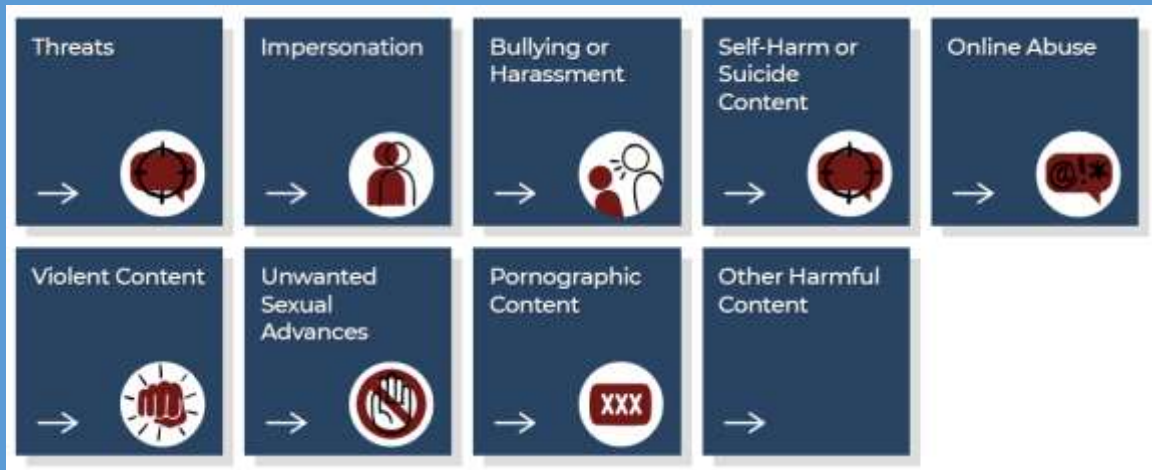 Threats
Impersonation
Bullying or
Harassment
Self-Harm or
Suicide
Content
Online Abuse
@!*
Violent Content
Unwanted
Sexual
Advances
Pornographic
Content
XXX
Other Harmful
Content